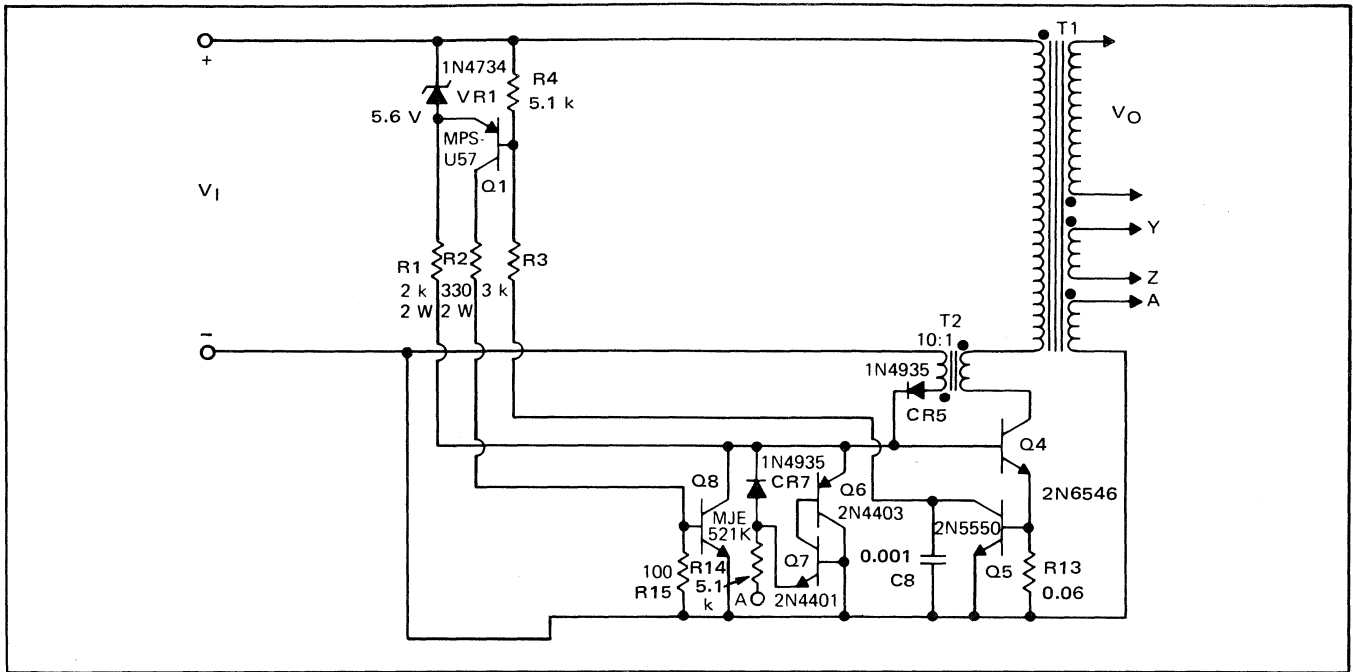 T1
+
1N4734
VR1
R4
5.1 k
5.6 V
MPS-
U57
Q1
VO
VI
Y
Z
A
R1
2 k
2 W
R2
330
2 W
R3
3 k
–
T2
10:1
1N4935
CR5
Q4
2N6546
1N4935
CR7
Q8
MJE
521K
Q6
2N4403
2N5550
Q7
2N4401
0.001
C8
Q5
R13
0.06
100
R15
R14
5.1
k
A